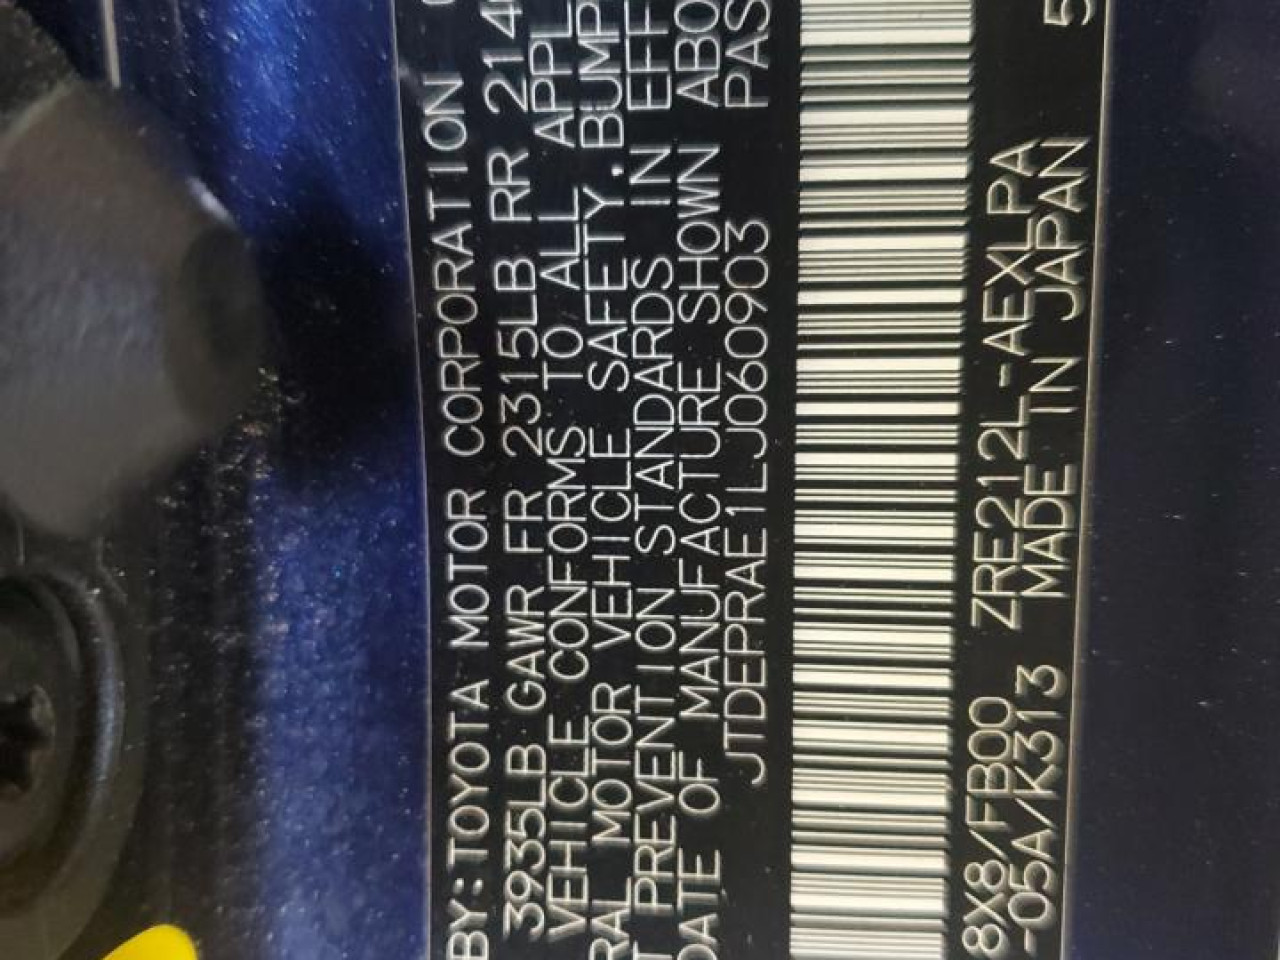 BY: TOYOTA MOTOR CORPORATION
3935LB GAWR FR 2315LB RR 214
VEHICLE CONFORMS TO ALL APPL
RAL MOTOR VEHICLE SAFETY, BUMP
T PREVENTION STANDARDS IN EFF
DATE OF MANUFACTURE SHOWN ABO
JTDEPRAE1LJ060903 PAS
8X8/FB00 ZRE212L-AEXLPA
-05A/K313 MADE IN JAPAN 5